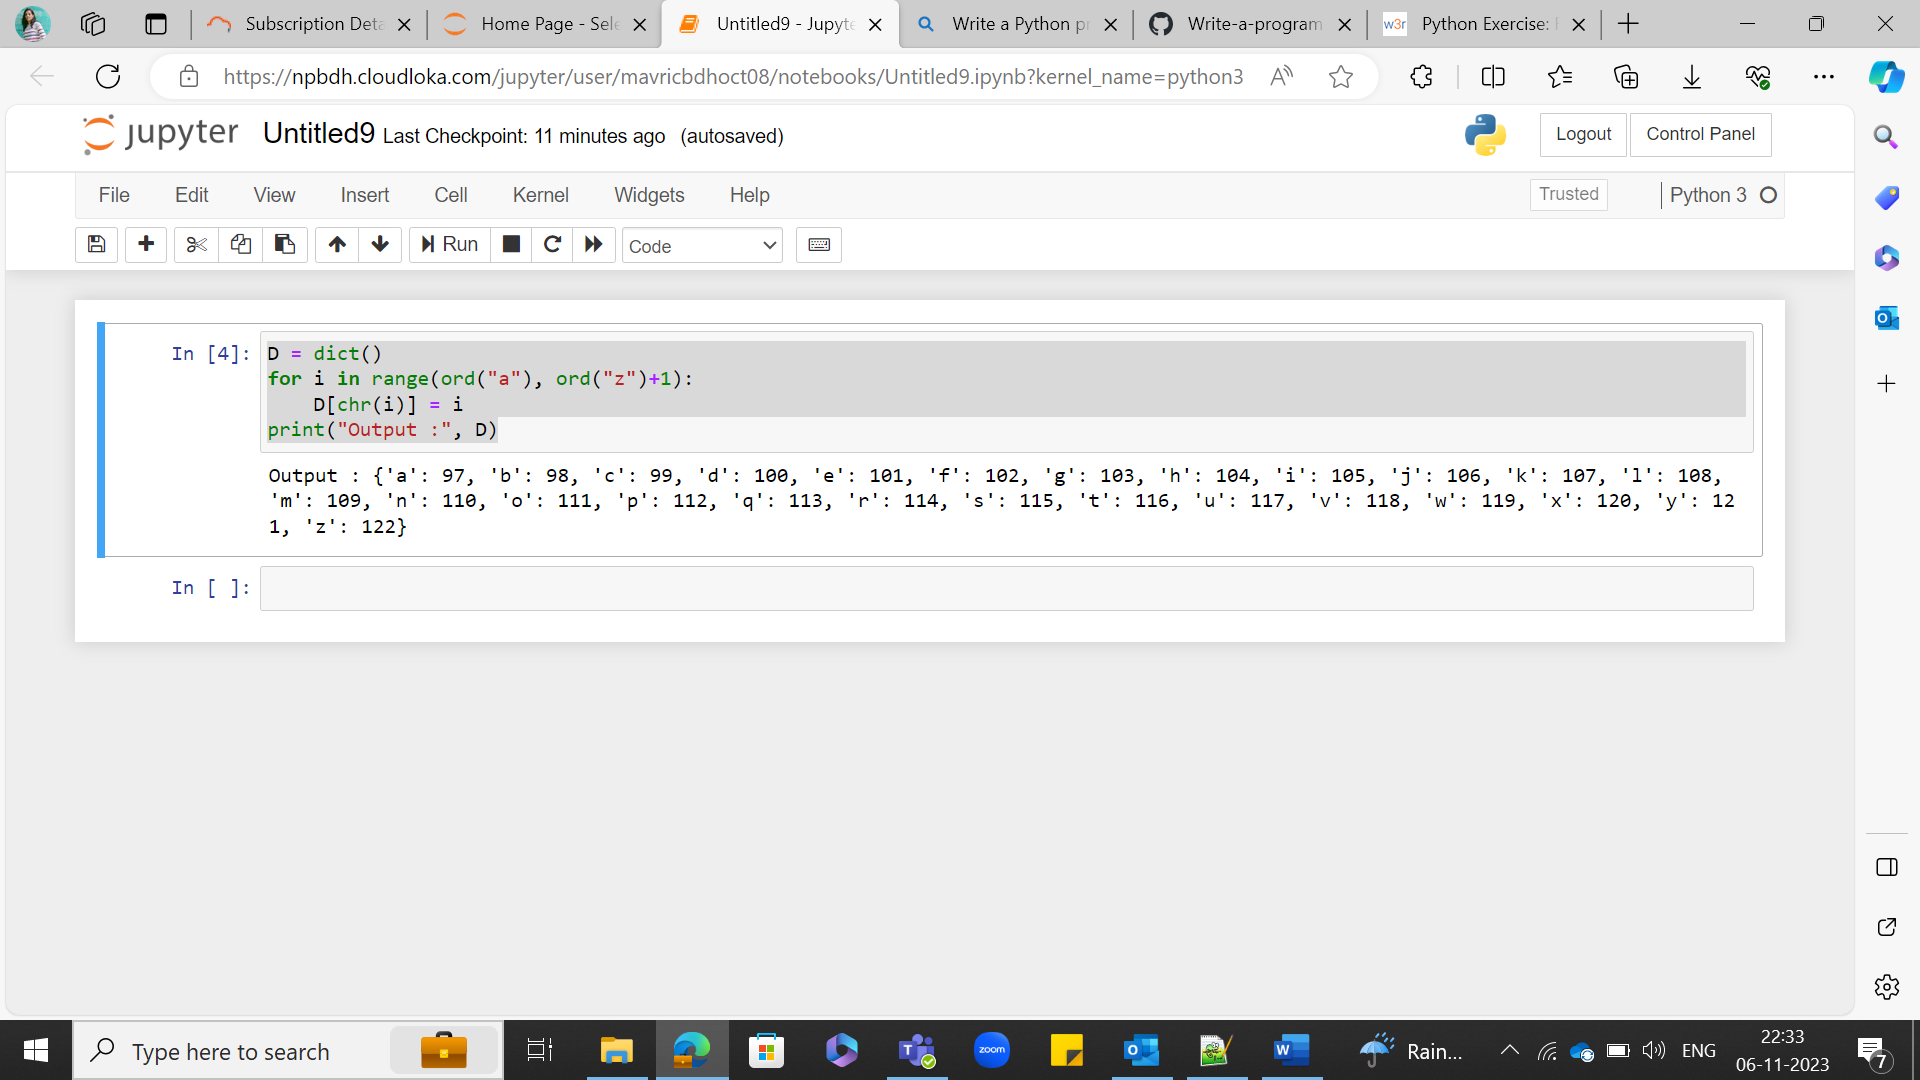 Subscription Deta
Home Page - Sele
Untitled9 - Jupyte
Write a Python pr
Write-a-program
w3r Python Exercise: F
https://npbdh.cloudloka.com/jupyter/user/mavricbdhoct08/notebooks/Untitled9.ipynb?kernel_name=python3
jupyter Untitled9 Last Checkpoint: 11 minutes ago (autosaved)
Logout Control Panel
File Edit View Insert Cell Kernel Widgets Help
Trusted Python 3
Run Code
In [4]: D = dict()
for i in range(ord("a"), ord("z")+1):
D[chr(i)] = i
print("Output :", D)
Output : {'a': 97, 'b': 98, 'c': 99, 'd': 100, 'e': 101, 'f': 102, 'g': 103, 'h': 104, 'i': 105, 'j': 106, 'k': 107, 'l': 108,
'm': 109, 'n': 110, 'o': 111, 'p': 112, 'q': 113, 'r': 114, 's': 115, 't': 116, 'u': 117, 'v': 118, 'w': 119, 'x': 120, 'y': 12
1, 'z': 122}
In [ ]:
Type here to search
zoom
Rain...
ENG
22:33
06-11-2023
7